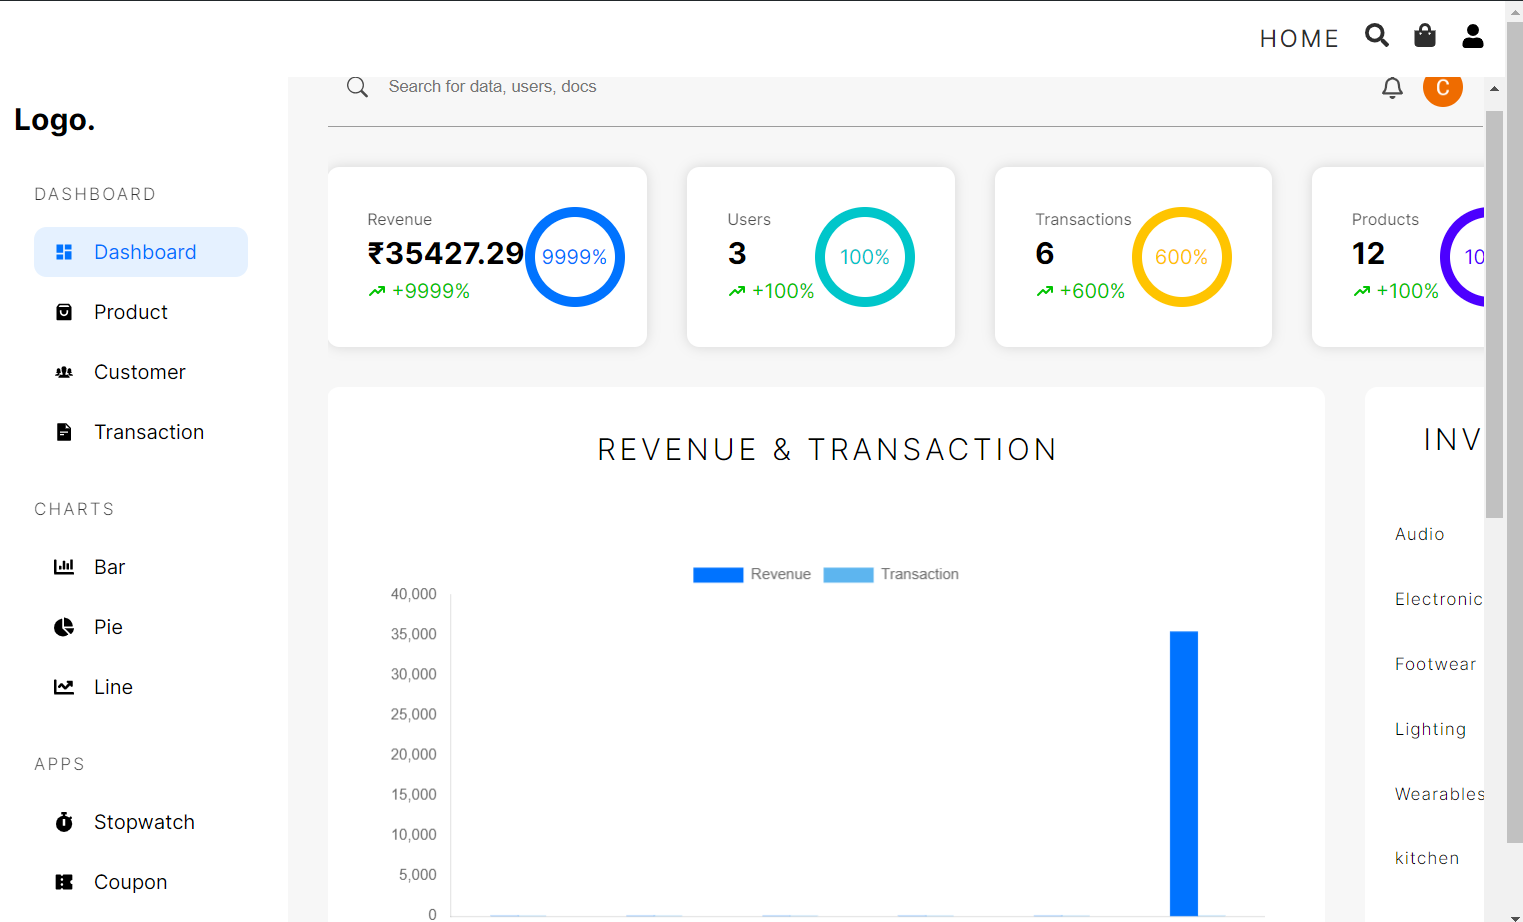 HOME
Search for data, users, docs
C
Logo.
DASHBOARD
Dashboard
Product
Customer
Transaction
CHARTS
Bar
Pie
Line
APPS
Stopwatch
Coupon
Revenue
₹35427.29
+9999%
9999%
Users
3
+100%
100%
Transactions
6
+600%
600%
Products
12
+100%
10
REVENUE & TRANSACTION
Revenue
Transaction
40,000
35,000
30,000
25,000
20,000
15,000
10,000
5,000
0
INV
Audio
Electronic
Footwear
Lighting
Wearables
kitchen